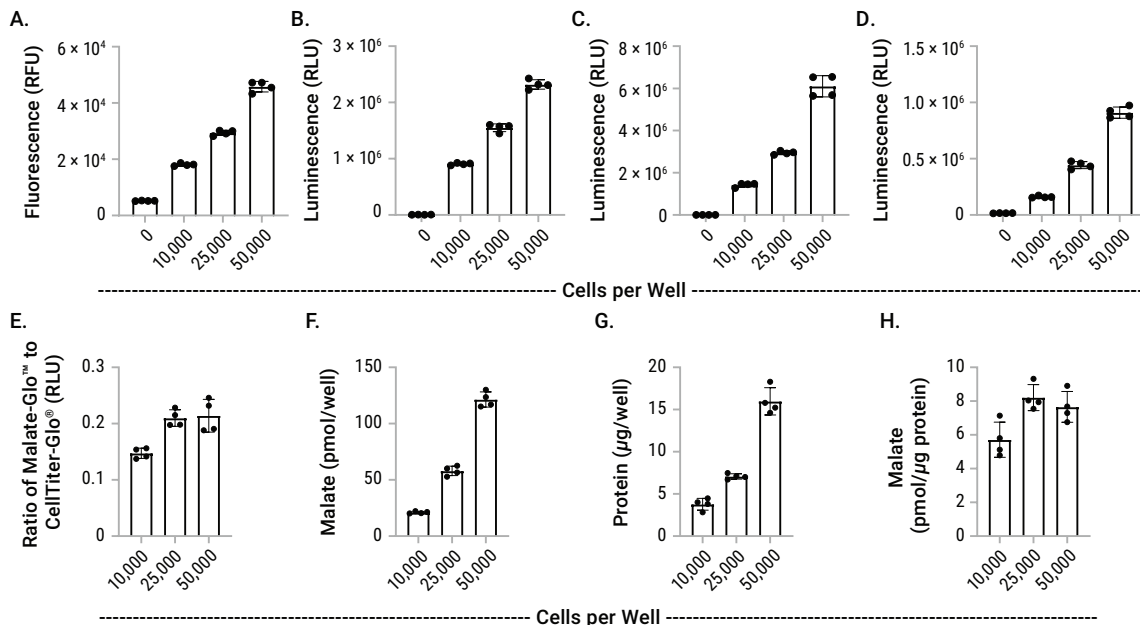 A.
Fluorescence (RFU)
6 × 10⁴
4 × 10⁴
2 × 10⁴
0
0
10,000
25,000
50,000
B.
Luminescence (RLU)
3 × 10⁶
2 × 10⁶
1 × 10⁶
0
0
10,000
25,000
50,000
C.
Luminescence (RLU)
8 × 10⁶
6 × 10⁶
4 × 10⁶
2 × 10⁶
0
0
10,000
25,000
50,000
D.
Luminescence (RLU)
1.5 × 10⁶
1.0 × 10⁶
0.5 × 10⁶
0
0
10,000
25,000
50,000
Cells per Well
E.
Ratio of Malate-Glo™ to
CellTiter-Glo® (RLU)
0.3
0.2
0.1
0
10,000
25,000
50,000
F.
Malate (pmol/well)
150
100
50
0
10,000
25,000
50,000
G.
Protein (µg/well)
20
15
10
5
0
10,000
25,000
50,000
H.
Malate
(pmol/µg protein)
10
8
6
4
2
0
10,000
25,000
50,000
Cells per Well